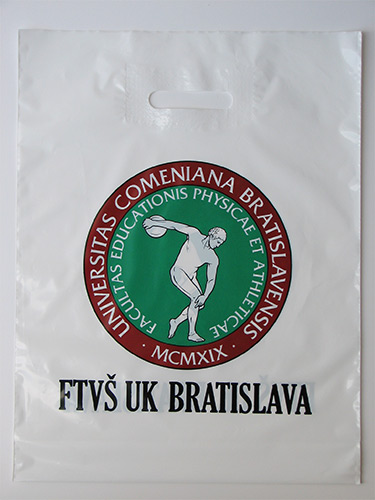 UNIVERSITAS COMENIANA BRATISLAVENSIS
FACULTAS EDUCATIONIS PHYSICAE ET ATHLETICAE
· MCMXIX ·
FTVŠ UK BRATISLAVA